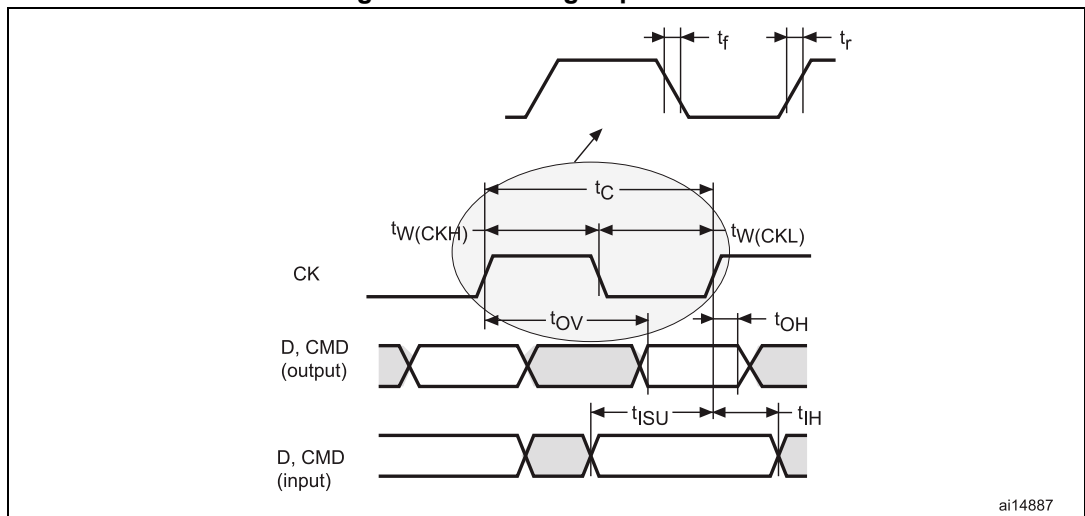 tf
tr
tC
tW(CKH)
tW(CKL)
CK
tOV
tOH
D, CMD
(output)
tISU
tIH
D, CMD
(input)
ai14887